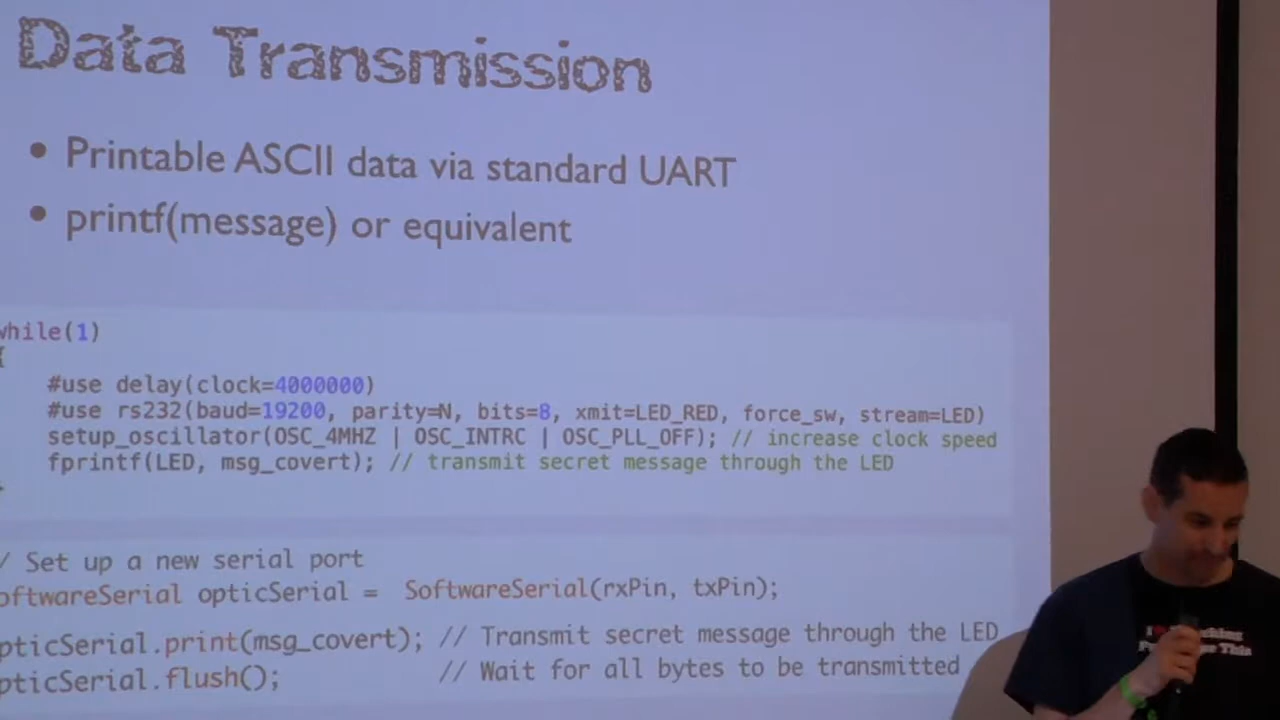 Data Transmission
• Printable ASCII data via standard UART
• printf(message) or equivalent
while(1)
{
#use delay(clock=4000000)
#use rs232(baud=19200, parity=N, bits=8, xmit=LED_RED, force_sw, stream=LED)
setup_oscillator(OSC_4MHZ | OSC_INTRC | OSC_PLL_OFF); // increase clock speed
fprintf(LED, msg_covert); // transmit secret message through the LED
/ Set up a new serial port
oftwareSerial opticSerial = SoftwareSerial(rxPin, txPin);
pticSerial.print(msg_covert); // Transmit secret message through the LED
pticSerial.flush(); // Wait for all bytes to be transmitted
I
This